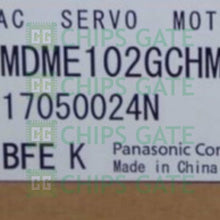 AC SERVO MOT
MDME102GCHM
17050024N
BFE K
Panasonic Cor
Made in China
CHIPS GATE
CHIPS GATE
CHIPS GATE
CHIPS GATE